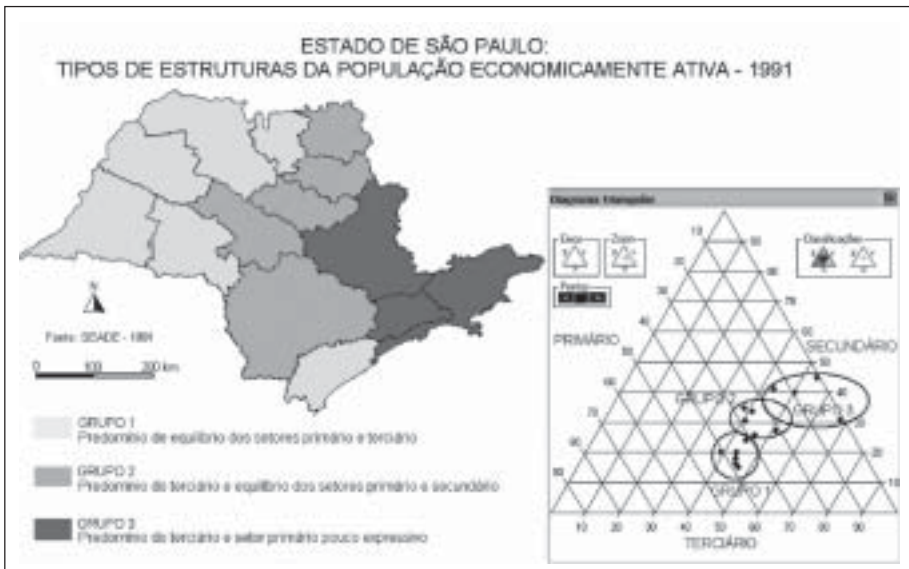 ESTADO DE SÃO PAULO:
TIPOS DE ESTRUTURAS DA POPULAÇÃO ECONOMICAMENTE ATIVA - 1991
N
Fonte: SEADE - 1991
0 100 200 km
GRUPO 1
Predomínio de equilíbrio dos setores primário e terciário
GRUPO 2
Predomínio do terciário e equilíbrio dos setores primário e secundário
GRUPO 3
Predomínio do terciário e setor primário pouco expressivo
Diagrama Triangular
Zoom
Classificação
PRIMÁRIO
SECUNDÁRIO
GRUPO 2
GRUPO 3
GRUPO 1
10 20 30 40 50 60 70 80 90
TERCIÁRIO